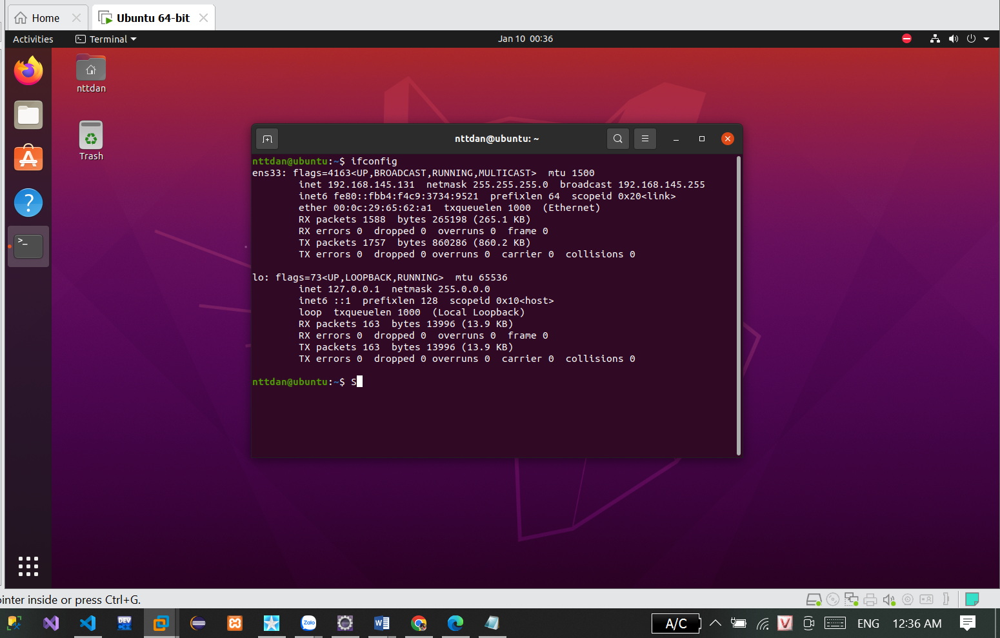 Home
Ubuntu 64-bit
Activities
Terminal
Jan 10  00:36
nttdan
Trash
nttdan@ubuntu: ~
nttdan@ubuntu:~$ ifconfig
ens33: flags=4163<UP,BROADCAST,RUNNING,MULTICAST>  mtu 1500
        inet 192.168.145.131  netmask 255.255.255.0  broadcast 192.168.145.255
        inet6 fe80::fbb4:f4c9:3734:9521  prefixlen 64  scopeid 0x20<link>
        ether 00:0c:29:65:62:a1  txqueuelen 1000  (Ethernet)
        RX packets 1588  bytes 265198 (265.1 KB)
        RX errors 0  dropped 0  overruns 0  frame 0
        TX packets 1757  bytes 860286 (860.2 KB)
        TX errors 0  dropped 0 overruns 0  carrier 0  collisions 0
lo: flags=73<UP,LOOPBACK,RUNNING>  mtu 65536
        inet 127.0.0.1  netmask 255.0.0.0
        inet6 ::1  prefixlen 128  scopeid 0x10<host>
        loop  txqueuelen 1000  (Local Loopback)
        RX packets 163  bytes 13996 (13.9 KB)
        RX errors 0  dropped 0  overruns 0  frame 0
        TX packets 163  bytes 13996 (13.9 KB)
        TX errors 0  dropped 0 overruns 0  carrier 0  collisions 0
nttdan@ubuntu:~$ S
ointer inside or press Ctrl+G.
DEV
C++
Zalo
A/C
V
ENG
12:36 AM